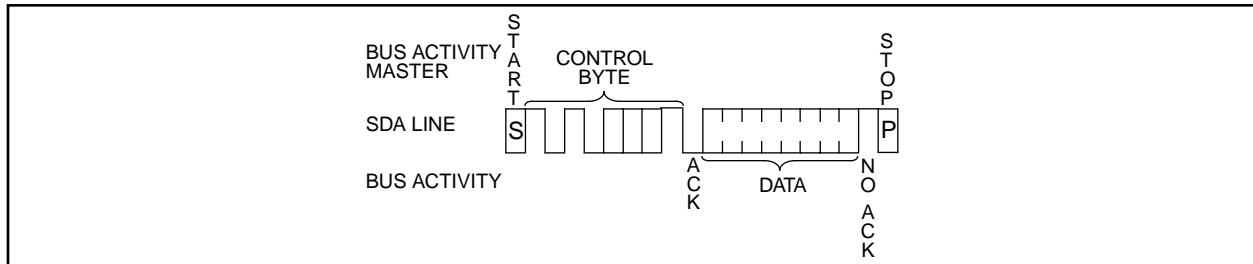 START
BUS ACTIVITY
MASTER
CONTROL
BYTE
STOP
SDA LINE
S
P
BUS ACTIVITY
ACK
DATA
NO ACK